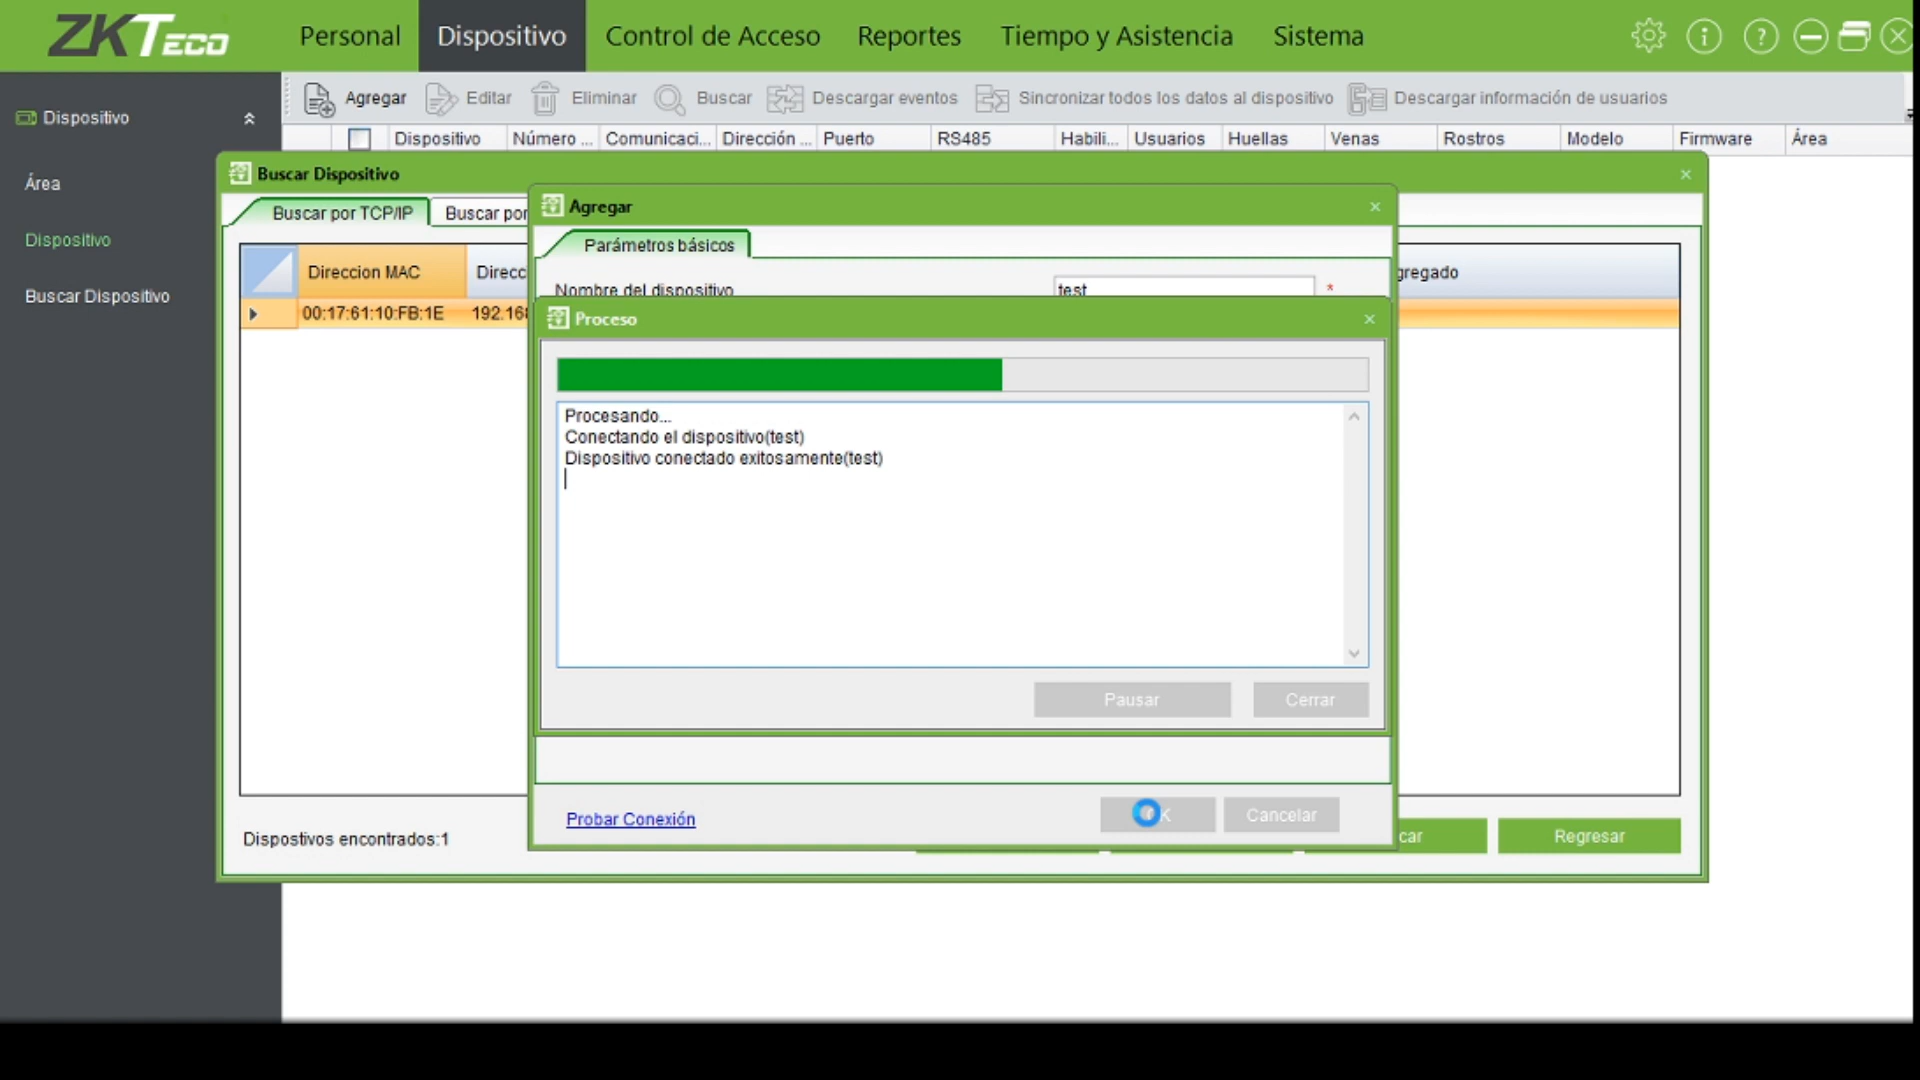 ZKTeco
Personal
Dispositivo
Control de Acceso
Reportes
Tiempo y Asistencia
Sistema
Dispositivo
Área
Dispositivo
Buscar Dispositivo
Agregar
Editar
Eliminar
Buscar
Descargar eventos
Sincronizar todos los datos al dispositivo
Descargar información de usuarios
Dispositivo
Número ...
Comunicaci...
Dirección ...
Puerto
RS485
Habili...
Usuarios
Huellas
Venas
Rostros
Modelo
Firmware
Área
Buscar Dispositivo
Buscar por TCP/IP
Buscar por
Direccion MAC
Direcc
gregado
00:17:61:10:FB:1E
192.168
Agregar
Parámetros básicos
Nombre del dispositivo
test
*
Proceso
Procesando...
Conectando el dispositivo(test)
Dispositivo conectado exitosamente(test)
Pausar
Cerrar
Probar Conexión
K
Cancelar
Dispostivos encontrados:1
car
Regresar